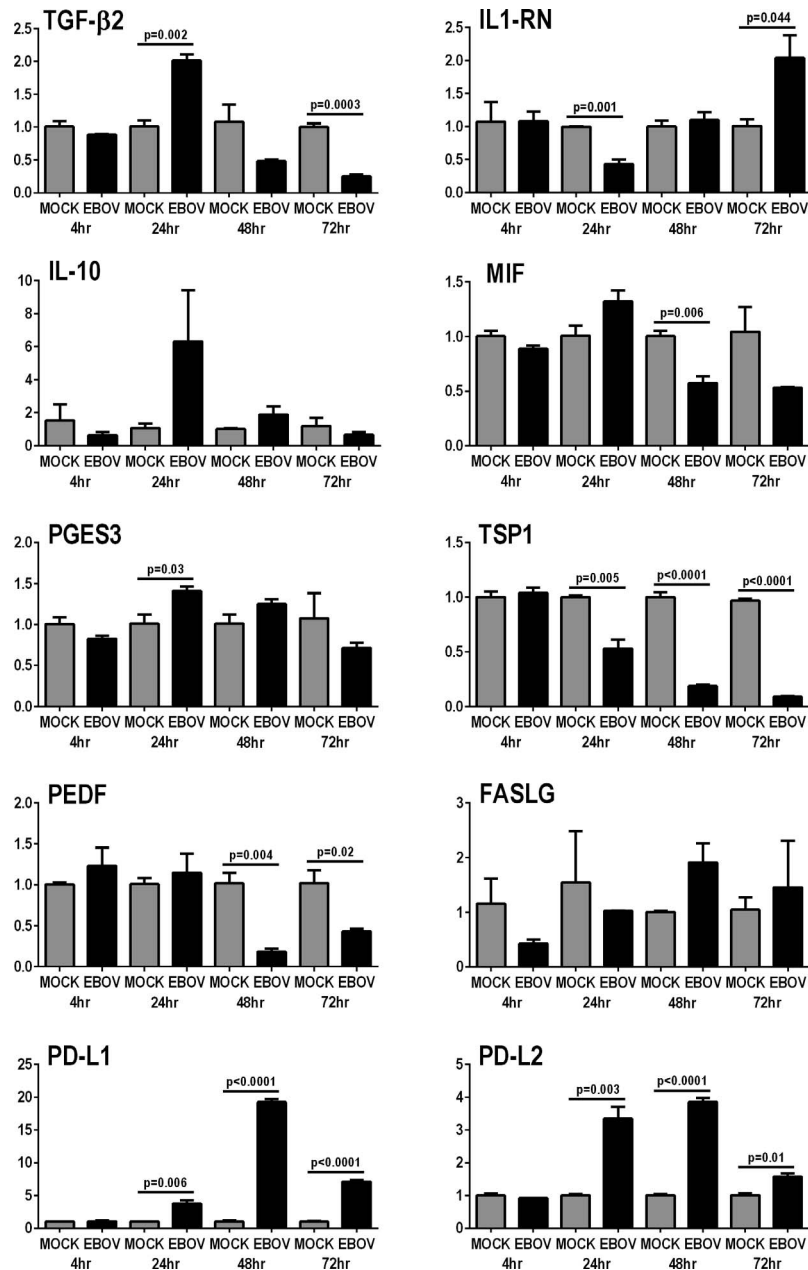 TGF-β2
p=0.002
p=0.0003
2.5
2.0
1.5
1.0
0.5
0.0
MOCK EBOV MOCK EBOV MOCK EBOV MOCK EBOV
4hr 24hr 48hr 72hr
IL1-RN
p=0.044
p=0.001
2.5
2.0
1.5
1.0
0.5
0.0
MOCK EBOV MOCK EBOV MOCK EBOV MOCK EBOV
4hr 24hr 48hr 72hr
IL-10
10
8
6
4
2
0
MOCK EBOV MOCK EBOV MOCK EBOV MOCK EBOV
4hr 24hr 48hr 72hr
MIF
p=0.006
1.5
1.0
0.5
0.0
MOCK EBOV MOCK EBOV MOCK EBOV MOCK EBOV
4hr 24hr 48hr 72hr
PGES3
p=0.03
2.0
1.5
1.0
0.5
0.0
MOCK EBOV MOCK EBOV MOCK EBOV MOCK EBOV
4hr 24hr 48hr 72hr
TSP1
p=0.005 p<0.0001 p<0.0001
1.5
1.0
0.5
0.0
MOCK EBOV MOCK EBOV MOCK EBOV MOCK EBOV
4hr 24hr 48hr 72hr
PEDF
p=0.004 p=0.02
2.0
1.5
1.0
0.5
0.0
MOCK EBOV MOCK EBOV MOCK EBOV MOCK EBOV
4hr 24hr 48hr 72hr
FASLG
3
2
1
0
MOCK EBOV MOCK EBOV MOCK EBOV MOCK EBOV
4hr 24hr 48hr 72hr
PD-L1
p<0.0001
p<0.0001
p=0.006
25
20
15
10
5
0
MOCK EBOV MOCK EBOV MOCK EBOV MOCK EBOV
4hr 24hr 48hr 72hr
PD-L2
p=0.003 p<0.0001
p=0.01
5
4
3
2
1
0
MOCK EBOV MOCK EBOV MOCK EBOV MOCK EBOV
4hr 24hr 48hr 72hr